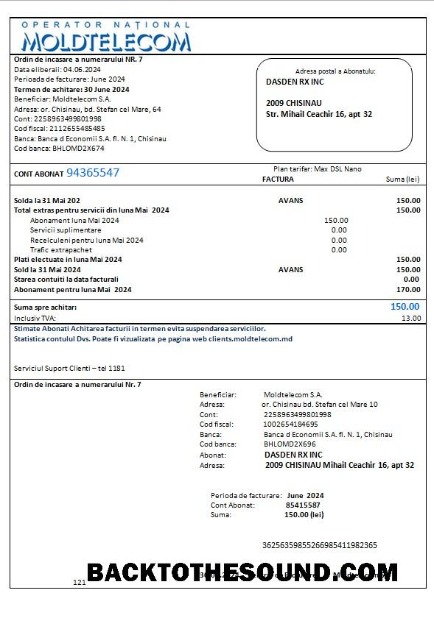 OPERATOR NAȚIONAL
MOLDTELECOM
Ordin de incasare a numerarului NR. 7
Data eliberaii: 04.06.2024
Perioada de facturare: June 2024
Termen de achitare: 30 June 2024
Beneficiar: Moldtelecom S.A.
Adresa: or. Chisinau, bd. Stefan cel Mare, 64
Cont: 2258963499801998
Cod fiscal: 2112655485485
Banca: Banca d Economii S.A. fl. N. 1, Chisinau
Cod banca: BHLOMD2X674
Adresa postal a Abonatului:
DASDEN RX INC
2009 CHISINAU
Str. Mihail Ceachir 16, apt 32
CONT ABONAT 94365547
Plan tarifar: Max DSL Nano
FACTURA Suma (lei)
Solda la 31 Mai 202 AVANS 150.00
Total extras pentru servicii din luna Mai 2024 150.00
Abonament luna Mai 2024 150.00
Servicii suplimentare 0.00
Recelculeni pentru luna Mai 2024 0.00
Trafic extrapachet 0.00
Plati electuate in luna Mai 2024 150.00
Sold la 31 Mai 2024 AVANS 150.00
Starea contuiti la data facturali 0.00
Abonament pentru luna Mai 2024 170.00
Suma spre achitar: 150.00
Inclusiv TVA: 13.00
Stimate Abonati Achitarea facturii in termen evita suspendarea serviciilor.
Statistica contului Dvs. Poate fi vizualizata pe pagina web clients.moldtelecom.md
Serviciul Suport Clienti – tel 1181
Ordin de incasare a numerarului Nr. 7
Beneficiar: Moldtelecom S.A.
Adresa: or. Chisinau bd. Stefan cel Mare 10
Cont: 2258963499801998
Cod fiscal: 1002654184695
Banca: Banca d Economii S.A. fl. N. 1, Chisinau
Cod banca: BHLOMD2X696
Abonat: DASDEN RX INC
Adresa: 2009 CHISINAU Mihail Ceachir 16, apt 32
Perioda de facturare: June 2024
Cont Abonat: 85415587
Suma: 150.00 (lei)
36256359855266985411982365
121
BACKTOTHESOUND.COM